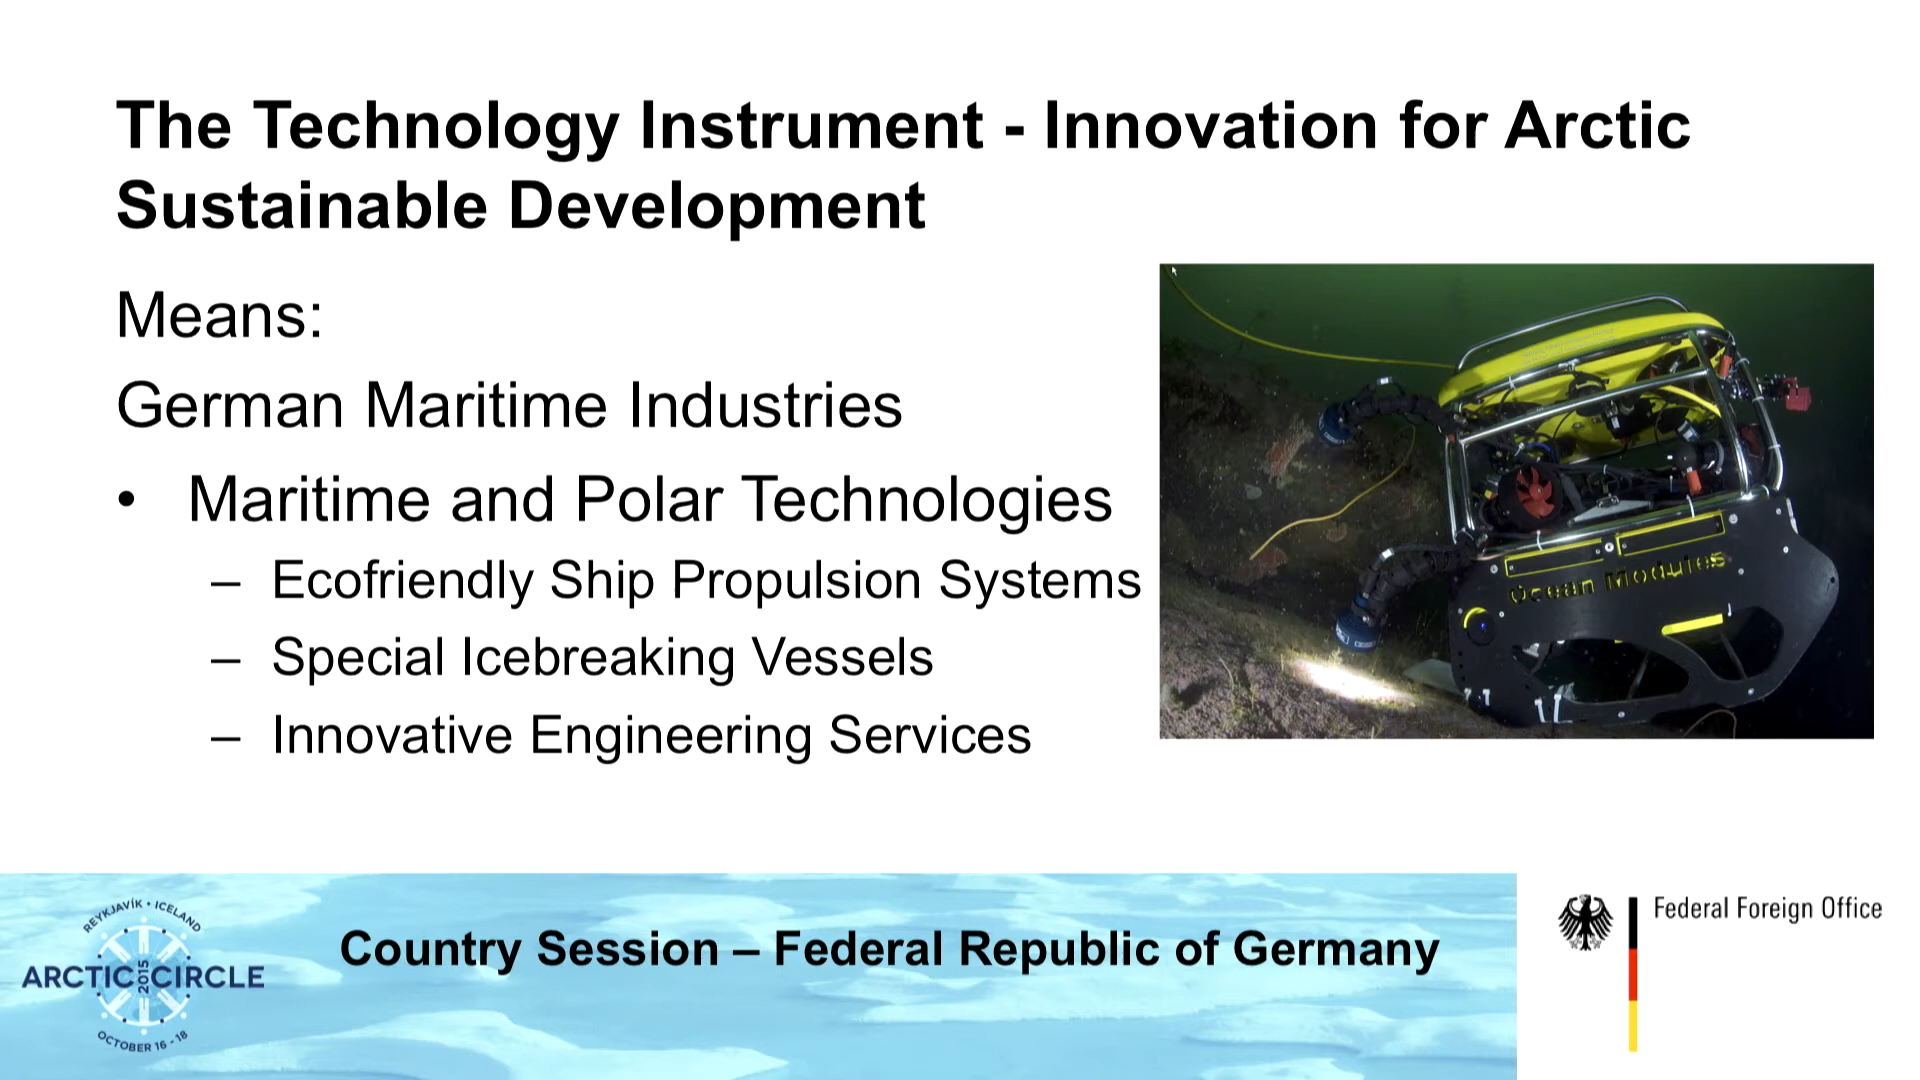 The Technology Instrument - Innovation for Arctic
Sustainable Development
Means:
German Maritime Industries
• Maritime and Polar Technologies
– Ecofriendly Ship Propulsion Systems
– Special Icebreaking Vessels
– Innovative Engineering Services
Ocean Modules
REYKJAVÍK • ICELAND
ARCTIC CIRCLE
2015
OCTOBER 16 - 18
Country Session – Federal Republic of Germany
Federal Foreign Office